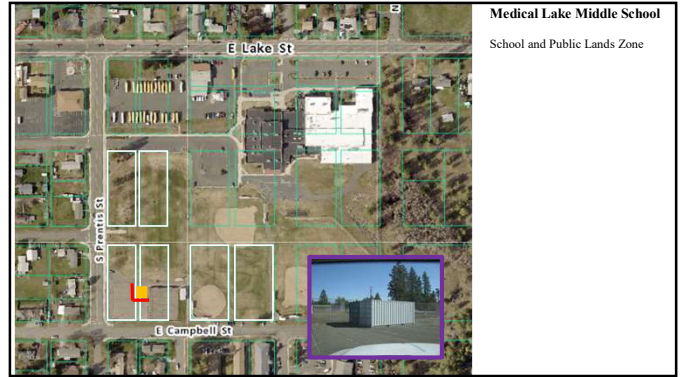 Medical Lake Middle School
School and Public Lands Zone
N
E Lake St
S Prentis St
E Campbell St